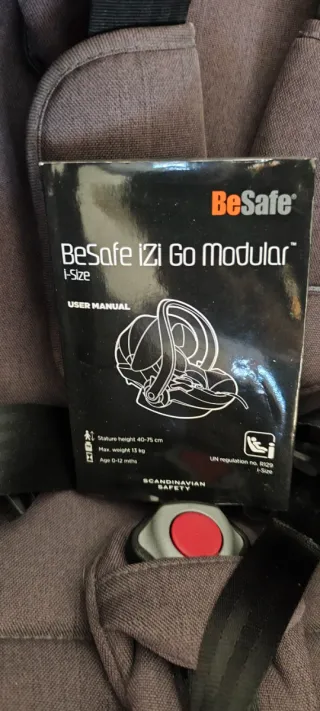 BeSafe®
BeSafe iZi Go Modular™
i-Size
USER MANUAL
Stature height 40-75 cm
Max. weight 13 kg
Age 0-12 mths
UN regulation no. R129
i-Size
SCANDINAVIAN
SAFETY